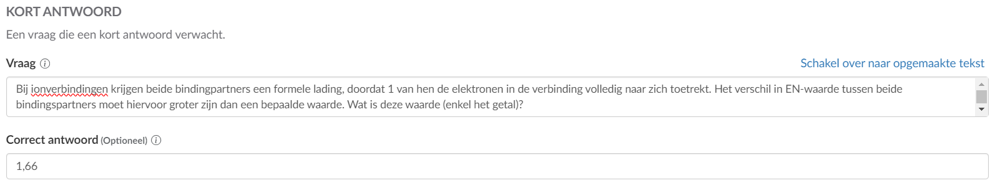 KORT ANTWOORD
Een vraag die een kort antwoord verwacht.
Vraag
Schakel over naar opgemaakte tekst
Bij ionverbindingen krijgen beide bindingpartners een formele lading, doordat 1 van hen de elektronen in de verbinding volledig naar zich toetrekt. Het verschil in EN-waarde tussen beide
bindingspartners moet hiervoor groter zijn dan een bepaalde waarde. Wat is deze waarde (enkel het getal)?
Correct antwoord (Optioneel)
1,66